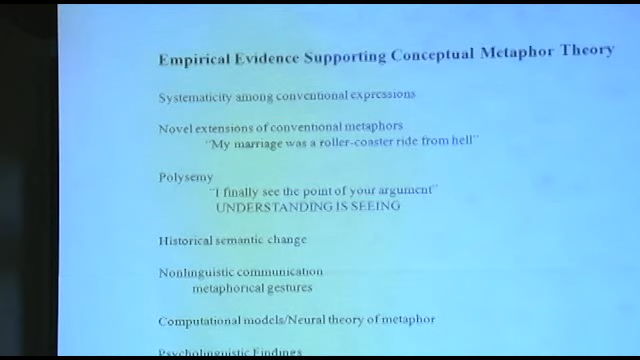 Empirical Evidence Supporting Conceptual Metaphor Theory
Systematicity among conventional expressions
Novel extensions of conventional metaphors
"My marriage was a roller-coaster ride from hell"
Polysemy
"I finally see the point of your argument"
UNDERSTANDING IS SEEING
Historical semantic change
Nonlinguistic communication
metaphorical gestures
Computational models/Neural theory of metaphor
Psycholinguistic Findings